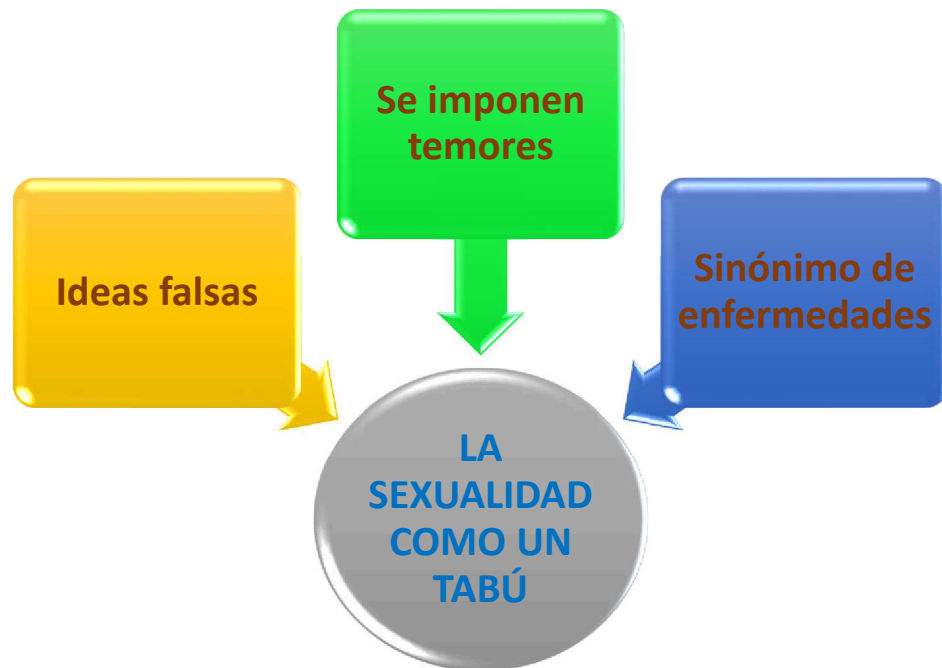 Se imponen
temores
Ideas falsas
Sinónimo de
enfermedades
LA
SEXUALIDAD
COMO UN
TABÚ